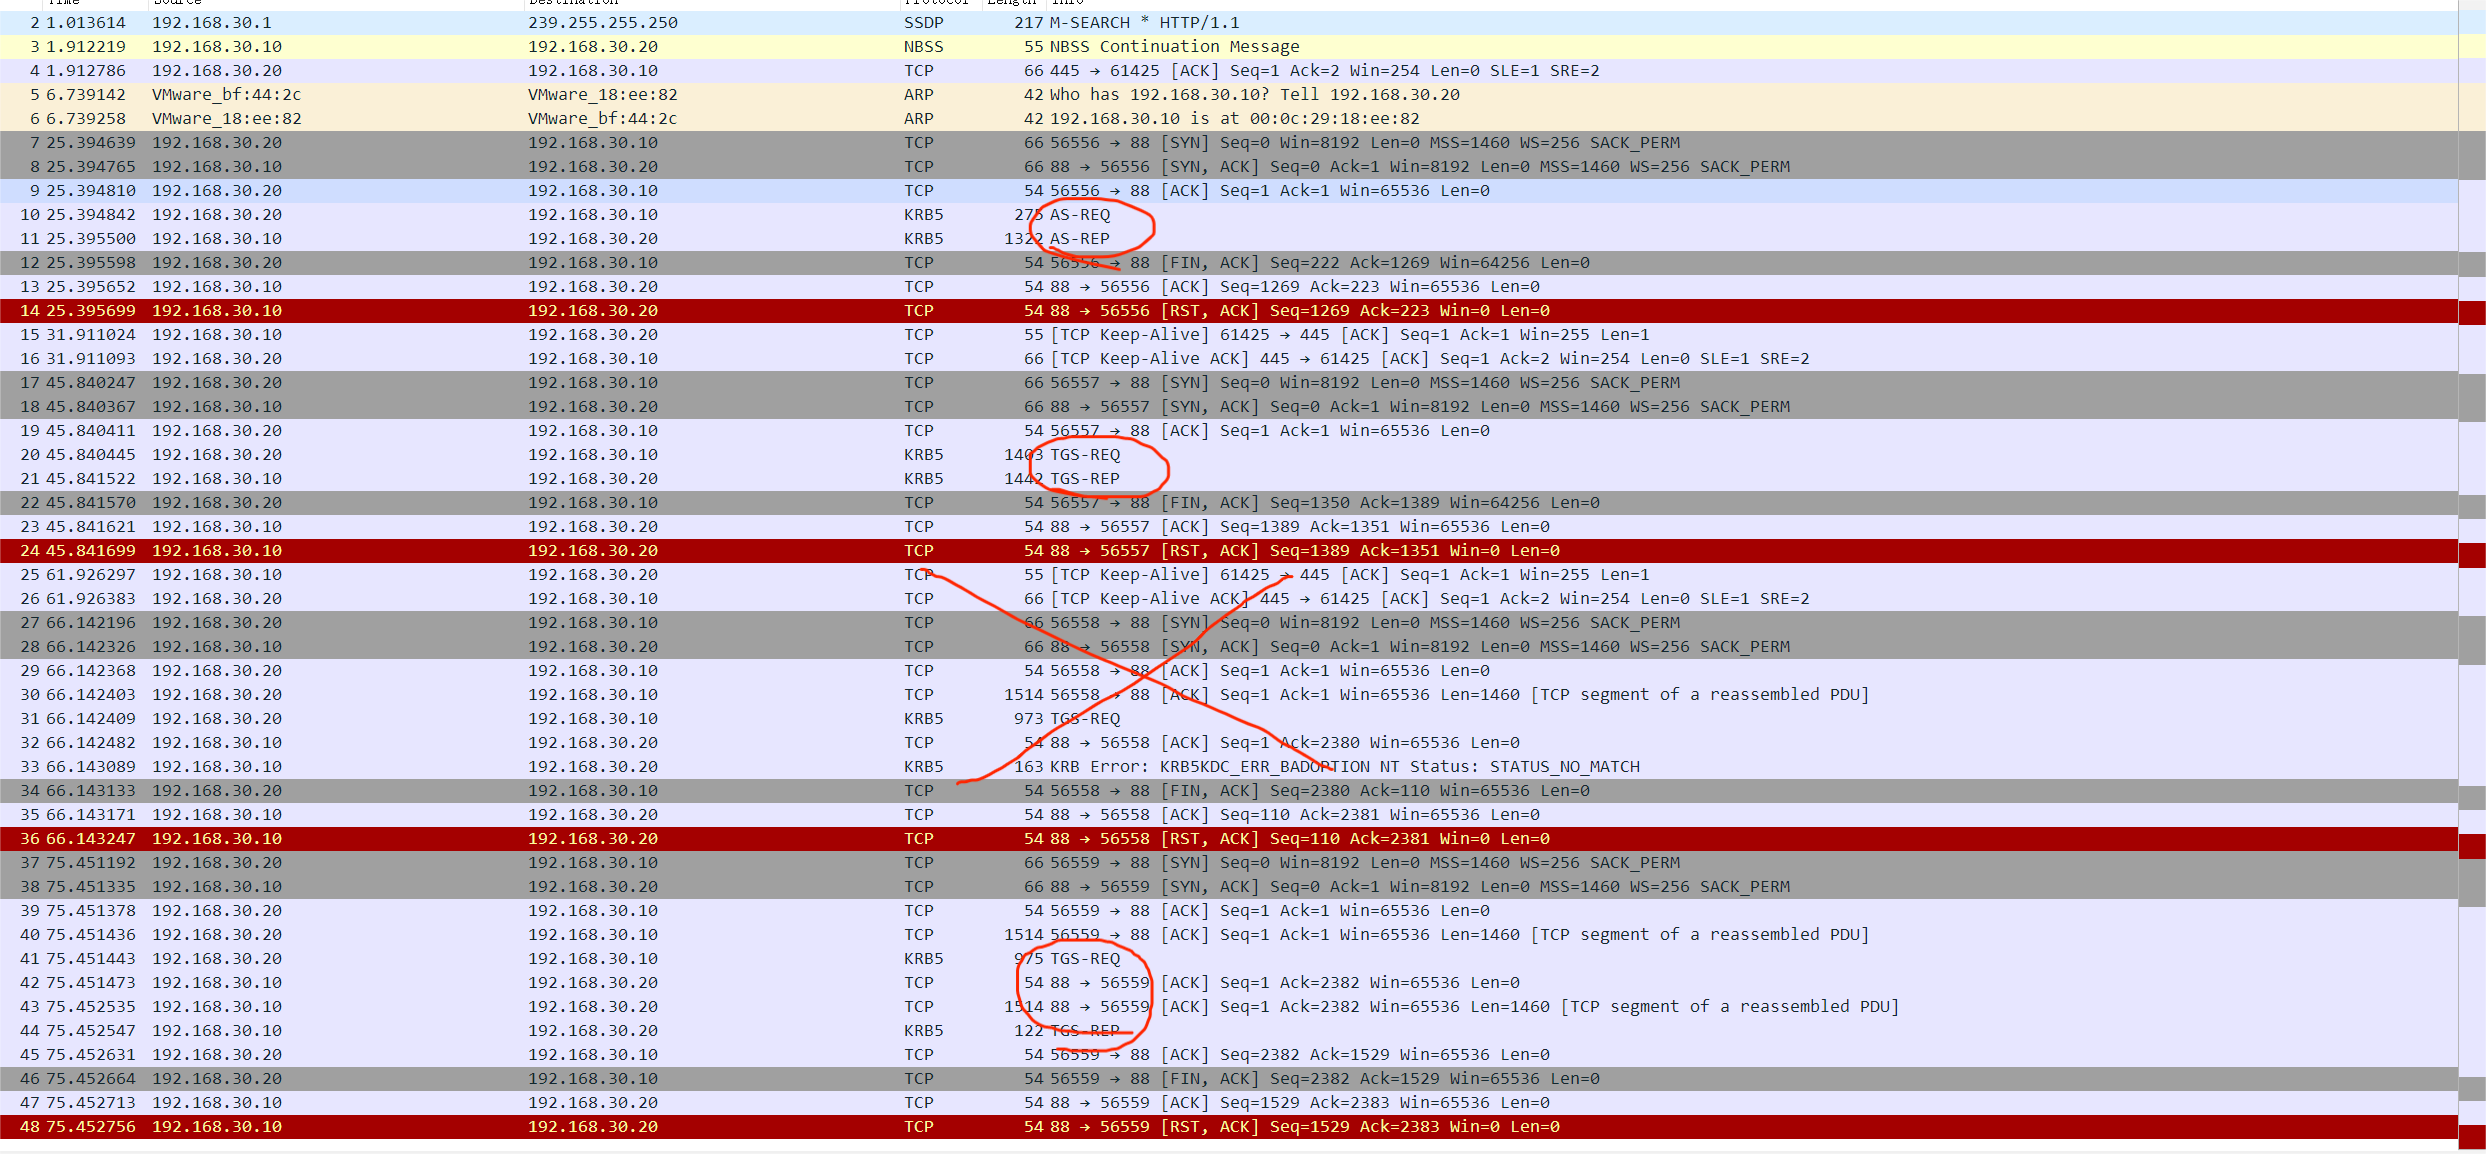 Time Source Destination Protocol Length Info
2 1.013614 192.168.30.1 239.255.255.250 SSDP 217 M-SEARCH * HTTP/1.1
3 1.912219 192.168.30.10 192.168.30.20 NBSS 55 NBSS Continuation Message
4 1.912786 192.168.30.20 192.168.30.10 TCP 66 445 → 61425 [ACK] Seq=1 Ack=2 Win=254 Len=0 SLE=1 SRE=2
5 6.739142 VMware_bf:44:2c VMware_18:ee:82 ARP 42 Who has 192.168.30.10? Tell 192.168.30.20
6 6.739258 VMware_18:ee:82 VMware_bf:44:2c ARP 42 192.168.30.10 is at 00:0c:29:18:ee:82
7 25.394639 192.168.30.20 192.168.30.10 TCP 66 56556 → 88 [SYN] Seq=0 Win=8192 Len=0 MSS=1460 WS=256 SACK_PERM
8 25.394765 192.168.30.10 192.168.30.20 TCP 66 88 → 56556 [SYN, ACK] Seq=0 Ack=1 Win=8192 Len=0 MSS=1460 WS=256 SACK_PERM
9 25.394810 192.168.30.20 192.168.30.10 TCP 54 56556 → 88 [ACK] Seq=1 Ack=1 Win=65536 Len=0
10 25.394842 192.168.30.20 192.168.30.10 KRB5 275 AS-REQ
11 25.395500 192.168.30.10 192.168.30.20 KRB5 1322 AS-REP
12 25.395598 192.168.30.20 192.168.30.10 TCP 54 56556 → 88 [FIN, ACK] Seq=222 Ack=1269 Win=64256 Len=0
13 25.395652 192.168.30.10 192.168.30.20 TCP 54 88 → 56556 [ACK] Seq=1269 Ack=223 Win=65536 Len=0
14 25.395699 192.168.30.10 192.168.30.20 TCP 54 88 → 56556 [RST, ACK] Seq=1269 Ack=223 Win=0 Len=0
15 31.911024 192.168.30.10 192.168.30.20 TCP 55 [TCP Keep-Alive] 61425 → 445 [ACK] Seq=1 Ack=1 Win=255 Len=1
16 31.911093 192.168.30.20 192.168.30.10 TCP 66 [TCP Keep-Alive ACK] 445 → 61425 [ACK] Seq=1 Ack=2 Win=254 Len=0 SLE=1 SRE=2
17 45.840247 192.168.30.20 192.168.30.10 TCP 66 56557 → 88 [SYN] Seq=0 Win=8192 Len=0 MSS=1460 WS=256 SACK_PERM
18 45.840367 192.168.30.10 192.168.30.20 TCP 66 88 → 56557 [SYN, ACK] Seq=0 Ack=1 Win=8192 Len=0 MSS=1460 WS=256 SACK_PERM
19 45.840411 192.168.30.20 192.168.30.10 TCP 54 56557 → 88 [ACK] Seq=1 Ack=1 Win=65536 Len=0
20 45.840445 192.168.30.20 192.168.30.10 KRB5 1403 TGS-REQ
21 45.841522 192.168.30.10 192.168.30.20 KRB5 1442 TGS-REP
22 45.841570 192.168.30.20 192.168.30.10 TCP 54 56557 → 88 [FIN, ACK] Seq=1350 Ack=1389 Win=64256 Len=0
23 45.841621 192.168.30.10 192.168.30.20 TCP 54 88 → 56557 [ACK] Seq=1389 Ack=1351 Win=65536 Len=0
24 45.841699 192.168.30.10 192.168.30.20 TCP 54 88 → 56557 [RST, ACK] Seq=1389 Ack=1351 Win=0 Len=0
25 61.926297 192.168.30.10 192.168.30.20 TCP 55 [TCP Keep-Alive] 61425 → 445 [ACK] Seq=1 Ack=1 Win=255 Len=1
26 61.926383 192.168.30.20 192.168.30.10 TCP 66 [TCP Keep-Alive ACK] 445 → 61425 [ACK] Seq=1 Ack=2 Win=254 Len=0 SLE=1 SRE=2
27 66.142196 192.168.30.20 192.168.30.10 TCP 66 56558 → 88 [SYN] Seq=0 Win=8192 Len=0 MSS=1460 WS=256 SACK_PERM
28 66.142326 192.168.30.10 192.168.30.20 TCP 66 88 → 56558 [SYN, ACK] Seq=0 Ack=1 Win=8192 Len=0 MSS=1460 WS=256 SACK_PERM
29 66.142368 192.168.30.20 192.168.30.10 TCP 54 56558 → 88 [ACK] Seq=1 Ack=1 Win=65536 Len=0
30 66.142403 192.168.30.20 192.168.30.10 TCP 1514 56558 → 88 [ACK] Seq=1 Ack=1 Win=65536 Len=1460 [TCP segment of a reassembled PDU]
31 66.142409 192.168.30.20 192.168.30.10 KRB5 973 TGS-REQ
32 66.142482 192.168.30.10 192.168.30.20 TCP 54 88 → 56558 [ACK] Seq=1 Ack=2380 Win=65536 Len=0
33 66.143089 192.168.30.10 192.168.30.20 KRB5 163 KRB Error: KRB5KDC_ERR_BADOPTION NT Status: STATUS_NO_MATCH
34 66.143133 192.168.30.20 192.168.30.10 TCP 54 56558 → 88 [FIN, ACK] Seq=2380 Ack=110 Win=65536 Len=0
35 66.143171 192.168.30.10 192.168.30.20 TCP 54 88 → 56558 [ACK] Seq=110 Ack=2381 Win=65536 Len=0
36 66.143247 192.168.30.10 192.168.30.20 TCP 54 88 → 56558 [RST, ACK] Seq=110 Ack=2381 Win=0 Len=0
37 75.451192 192.168.30.20 192.168.30.10 TCP 66 56559 → 88 [SYN] Seq=0 Win=8192 Len=0 MSS=1460 WS=256 SACK_PERM
38 75.451335 192.168.30.10 192.168.30.20 TCP 66 88 → 56559 [SYN, ACK] Seq=0 Ack=1 Win=8192 Len=0 MSS=1460 WS=256 SACK_PERM
39 75.451378 192.168.30.20 192.168.30.10 TCP 54 56559 → 88 [ACK] Seq=1 Ack=1 Win=65536 Len=0
40 75.451436 192.168.30.20 192.168.30.10 TCP 1514 56559 → 88 [ACK] Seq=1 Ack=1 Win=65536 Len=1460 [TCP segment of a reassembled PDU]
41 75.451443 192.168.30.20 192.168.30.10 KRB5 975 TGS-REQ
42 75.451473 192.168.30.10 192.168.30.20 TCP 54 88 → 56559 [ACK] Seq=1 Ack=2382 Win=65536 Len=0
43 75.452535 192.168.30.10 192.168.30.20 TCP 1514 88 → 56559 [ACK] Seq=1 Ack=2382 Win=65536 Len=1460 [TCP segment of a reassembled PDU]
44 75.452547 192.168.30.10 192.168.30.20 KRB5 122 TGS-REP
45 75.452631 192.168.30.20 192.168.30.10 TCP 54 56559 → 88 [ACK] Seq=2382 Ack=1529 Win=65536 Len=0
46 75.452664 192.168.30.20 192.168.30.10 TCP 54 56559 → 88 [FIN, ACK] Seq=2382 Ack=1529 Win=65536 Len=0
47 75.452713 192.168.30.10 192.168.30.20 TCP 54 88 → 56559 [ACK] Seq=1529 Ack=2383 Win=65536 Len=0
48 75.452756 192.168.30.10 192.168.30.20 TCP 54 88 → 56559 [RST, ACK] Seq=1529 Ack=2383 Win=0 Len=0